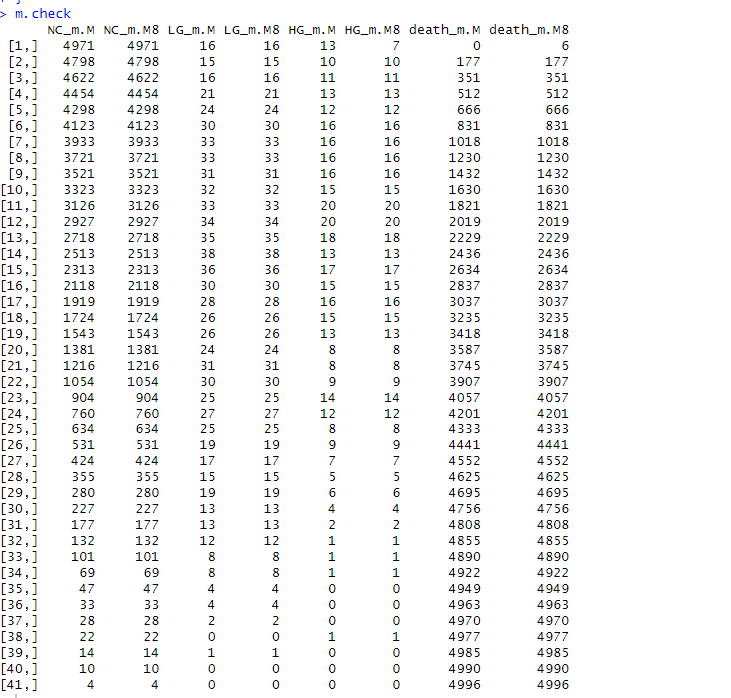 > m.check
NC_m.M NC_m.M8 LG_m.M LG_m.M8 HG_m.M HG_m.M8 death_m.M death_m.M8
[1,] 4971 4971 16 16 13 7 0 6
[2,] 4798 4798 15 15 10 10 177 177
[3,] 4622 4622 16 16 11 11 351 351
[4,] 4454 4454 21 21 13 13 512 512
[5,] 4298 4298 24 24 12 12 666 666
[6,] 4123 4123 30 30 16 16 831 831
[7,] 3933 3933 33 33 16 16 1018 1018
[8,] 3721 3721 33 33 16 16 1230 1230
[9,] 3521 3521 31 31 16 16 1432 1432
[10,] 3323 3323 32 32 15 15 1630 1630
[11,] 3126 3126 33 33 20 20 1821 1821
[12,] 2927 2927 34 34 20 20 2019 2019
[13,] 2718 2718 35 35 18 18 2229 2229
[14,] 2513 2513 38 38 13 13 2436 2436
[15,] 2313 2313 36 36 17 17 2634 2634
[16,] 2118 2118 30 30 15 15 2837 2837
[17,] 1919 1919 28 28 16 16 3037 3037
[18,] 1724 1724 26 26 15 15 3235 3235
[19,] 1543 1543 26 26 13 13 3418 3418
[20,] 1381 1381 24 24 8 8 3587 3587
[21,] 1216 1216 31 31 8 8 3745 3745
[22,] 1054 1054 30 30 9 9 3907 3907
[23,] 904 904 25 25 14 14 4057 4057
[24,] 760 760 27 27 12 12 4201 4201
[25,] 634 634 25 25 8 8 4333 4333
[26,] 531 531 19 19 9 9 4441 4441
[27,] 424 424 17 17 7 7 4552 4552
[28,] 355 355 15 15 5 5 4625 4625
[29,] 280 280 19 19 6 6 4695 4695
[30,] 227 227 13 13 4 4 4756 4756
[31,] 177 177 13 13 2 2 4808 4808
[32,] 132 132 12 12 1 1 4855 4855
[33,] 101 101 8 8 1 1 4890 4890
[34,] 69 69 8 8 1 1 4922 4922
[35,] 47 47 4 4 0 0 4949 4949
[36,] 33 33 4 4 0 0 4963 4963
[37,] 28 28 2 2 0 0 4970 4970
[38,] 22 22 0 0 1 1 4977 4977
[39,] 14 14 1 1 0 0 4985 4985
[40,] 10 10 0 0 0 0 4990 4990
[41,] 4 4 0 0 0 0 4996 4996